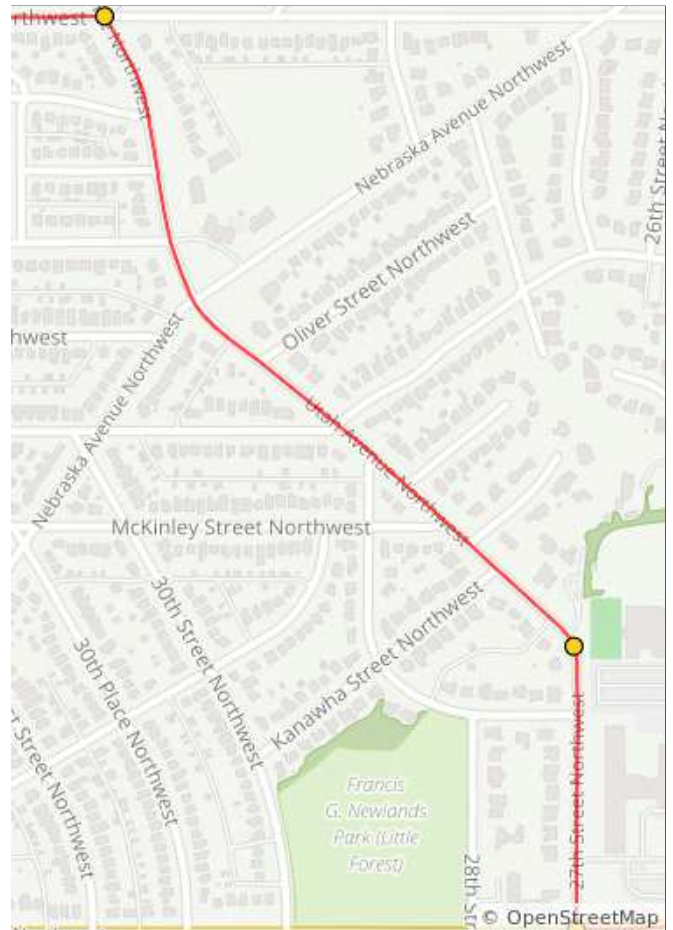 rthwest
Northwest
Nebraska Avenue Northwest
26th Street No
Oliver Street Northwest
hwest
Nebraska Avenue Northwest
Utah Avenue Northwest
McKinley Street Northwest
30th Street Northwest
Kanawha Street Northwest
30th Place Northwest
Street Northwest
27th Street Northwest
Francis
G. Newlands
Park (Little
Forest)
28th Str
© OpenStreetMap